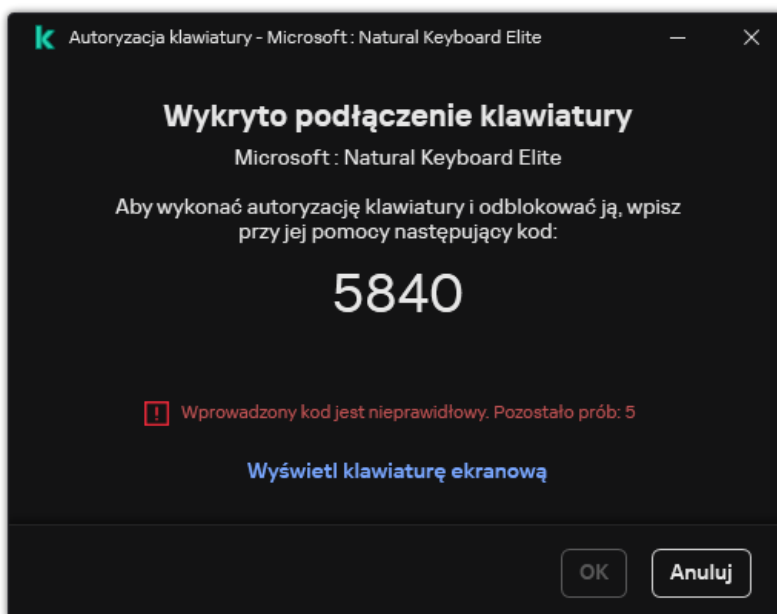 Autoryzacja klawiatury - Microsoft : Natural Keyboard Elite
Wykryto podłączenie klawiatury
Microsoft : Natural Keyboard Elite
Aby wykonać autoryzację klawiatury i odblokować ją, wpisz
przy jej pomocy następujący kod:
5840
Wprowadzony kod jest nieprawidłowy. Pozostało prób: 5
Wyświetl klawiaturę ekranową
OK Anuluj